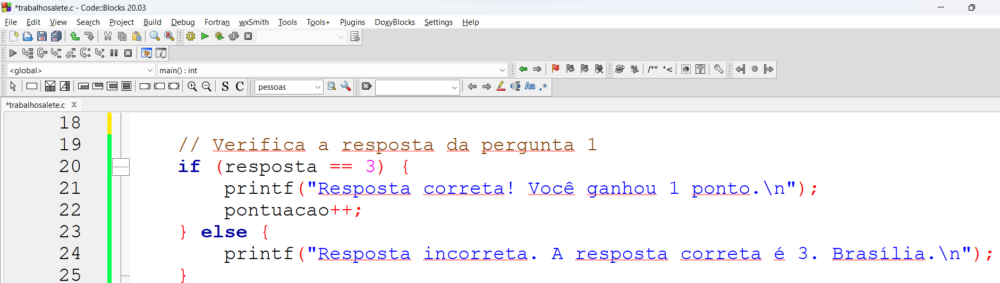 *trabalhosalete.c - Code::Blocks 20.03
File Edit View Search Project Build Debug Fortran wxSmith Tools Tools+ Plugins DoxyBlocks Settings Help
<global> main() : int /** *<
S C pessoas Aa .*
*trabalhosalete.c
18
19 // Verifica a resposta da pergunta 1
20 if (resposta == 3) {
21 printf("Resposta correta! Você ganhou 1 ponto.\n");
22 pontuacao++;
23 } else {
24 printf("Resposta incorreta. A resposta correta é 3. Brasília.\n");
25 }